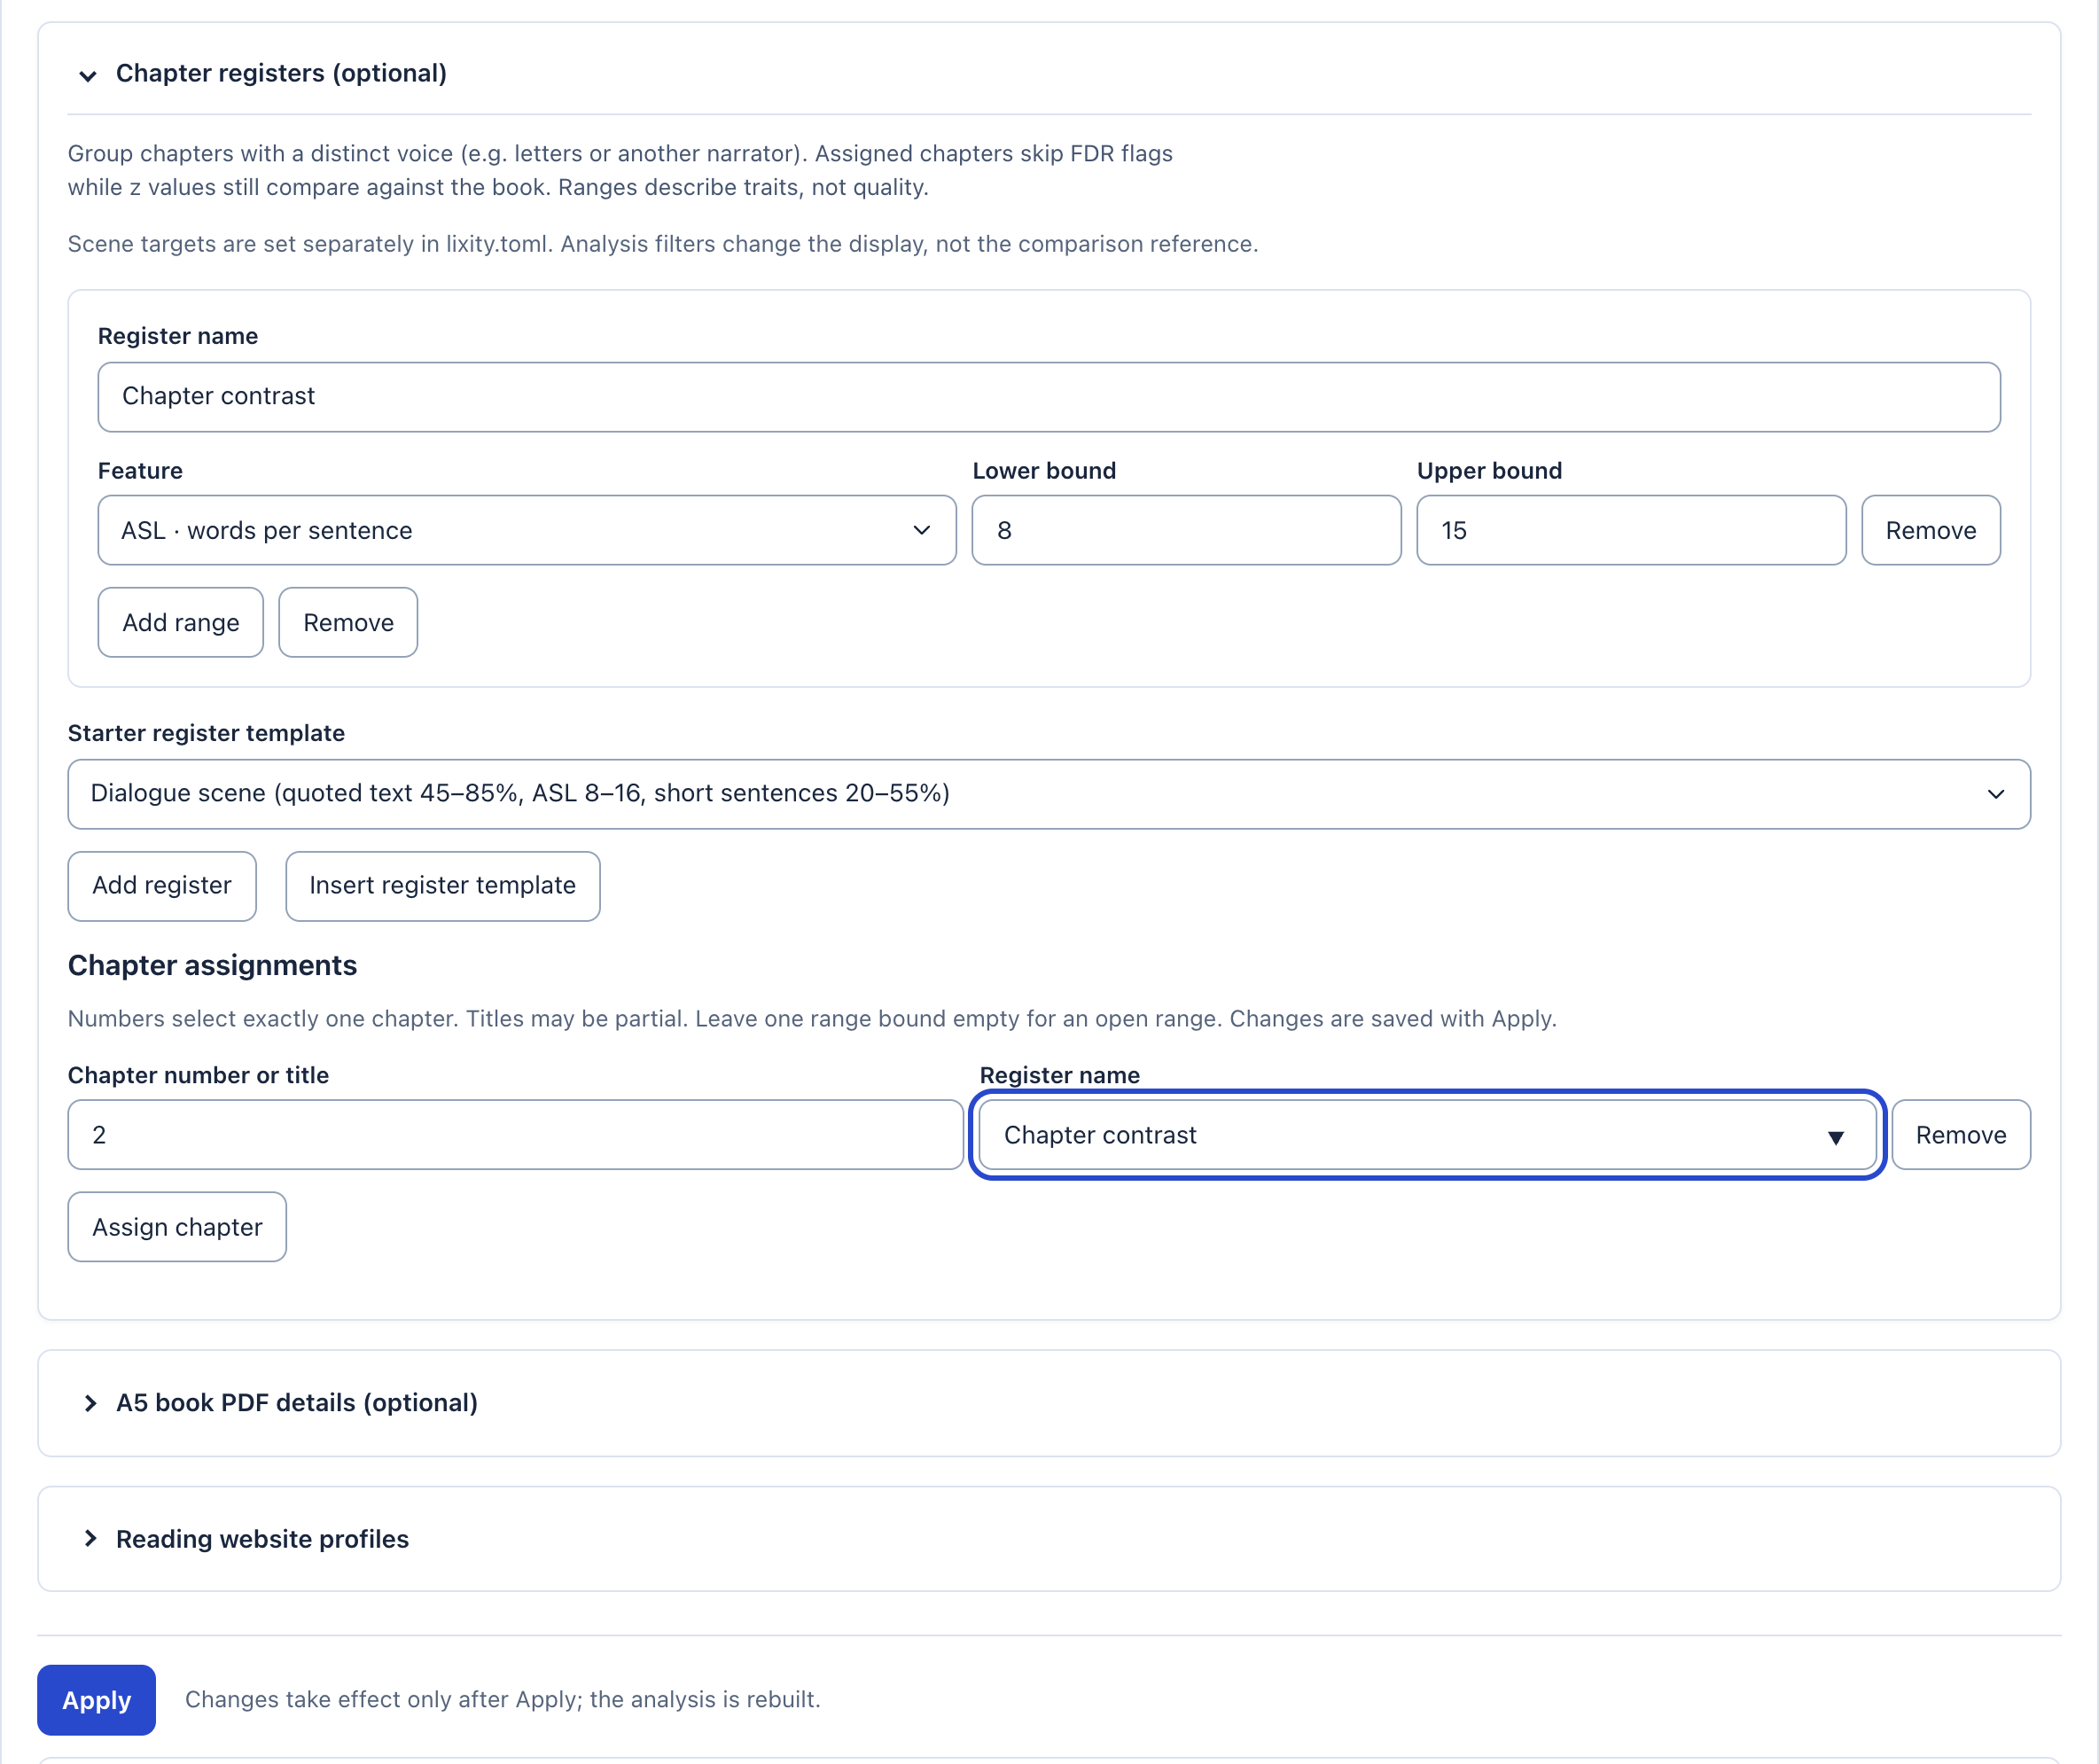 Chapter registers (optional)
Group chapters with a distinct voice (e.g. letters or another narrator). Assigned chapters skip FDR flags
while z values still compare against the book. Ranges describe traits, not quality.
Scene targets are set separately in lixity.toml. Analysis filters change the display, not the comparison reference.
Register name
Chapter contrast
Feature Lower bound Upper bound
ASL · words per sentence 8 15 Remove
Add range Remove
Starter register template
Dialogue scene (quoted text 45–85%, ASL 8–16, short sentences 20–55%)
Add register Insert register template
Chapter assignments
Numbers select exactly one chapter. Titles may be partial. Leave one range bound empty for an open range. Changes are saved with Apply.
Chapter number or title Register name
2 Chapter contrast Remove
Assign chapter
A5 book PDF details (optional)
Reading website profiles
Apply Changes take effect only after Apply; the analysis is rebuilt.